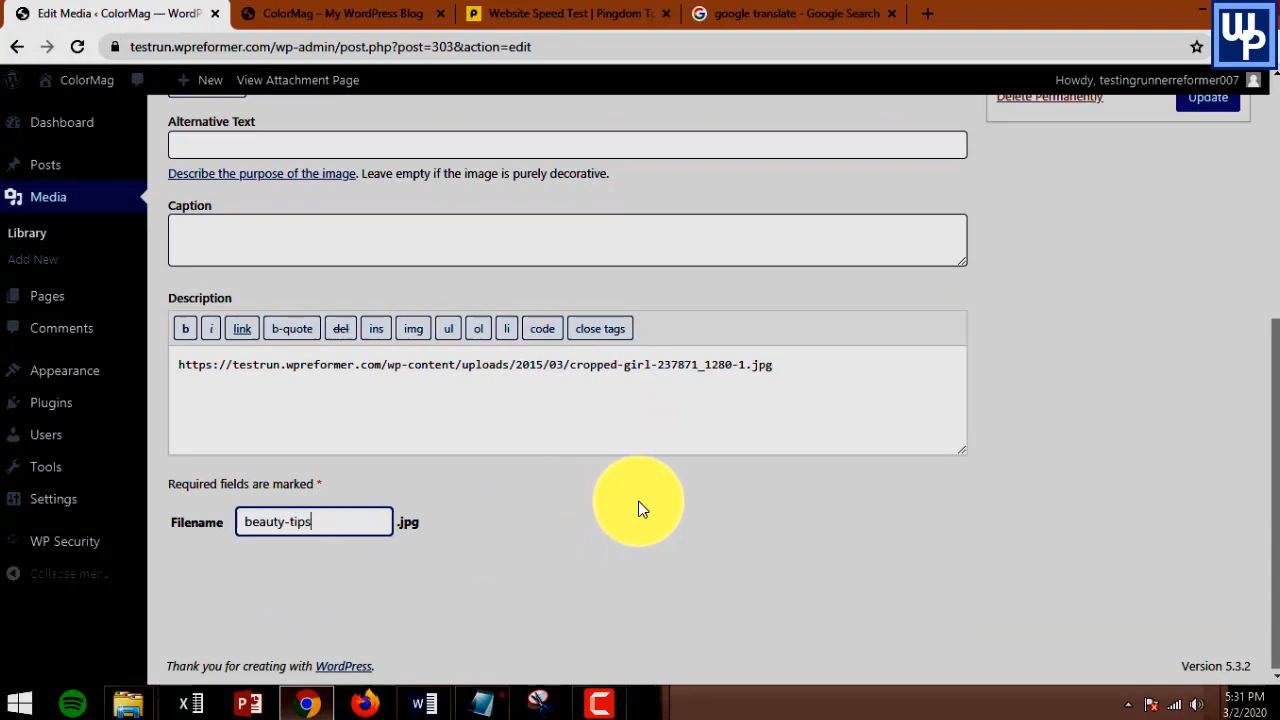 Edit Media ‹ ColorMag — WordP
ColorMag – My WordPress Blog
Website Speed Test | Pingdom To
google translate - Google Search
testrun.wpreformer.com/wp-admin/post.php?post=303&action=edit
WP
ColorMag
New
View Attachment Page
Howdy, testingrunnerreformer007
Delete Permanently
Update
Dashboard
Posts
Media
Library
Add New
Pages
Comments
Appearance
Plugins
Users
Tools
Settings
WP Security
Collapse men
Alternative Text
Describe the purpose of the image. Leave empty if the image is purely decorative.
Caption
Description
b i link b-quote del ins img ul ol li code close tags
https://testrun.wpreformer.com/wp-content/uploads/2015/03/cropped-girl-237871_1280-1.jpg
Required fields are marked *
Filename beauty-tips .jpg
Thank you for creating with WordPress.
Version 5.3.2
5:31 PM
3/2/2020